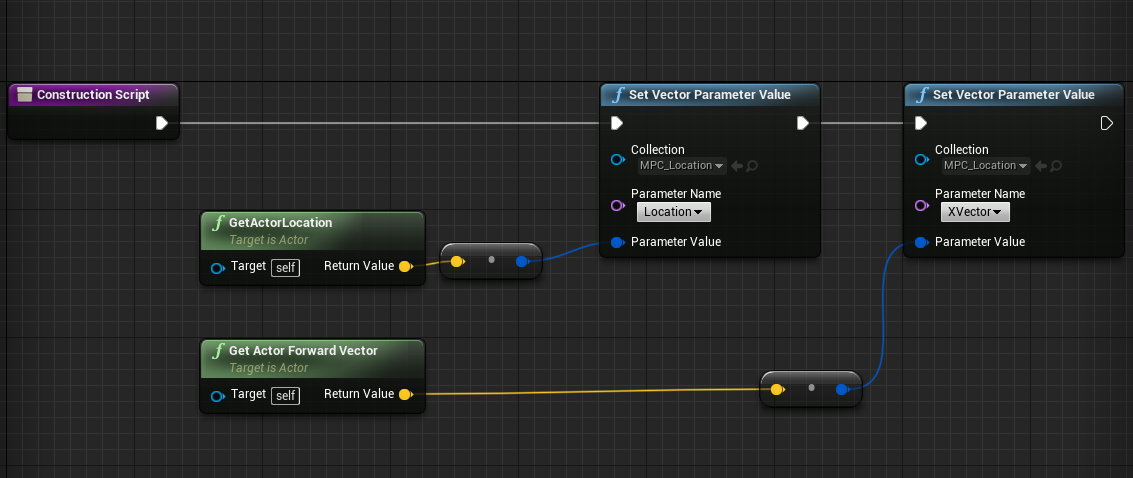 Construction Script
Set Vector Parameter Value
Collection
MPC_Location
Parameter Name
Location
Parameter Value
Set Vector Parameter Value
Collection
MPC_Location
Parameter Name
XVector
Parameter Value
GetActorLocation
Target is Actor
Target self Return Value
Get Actor Forward Vector
Target is Actor
Target self Return Value